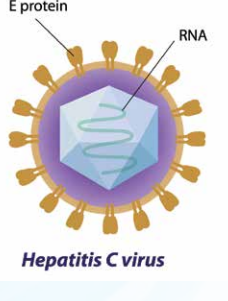 E protein
RNA
Hepatitis C virus